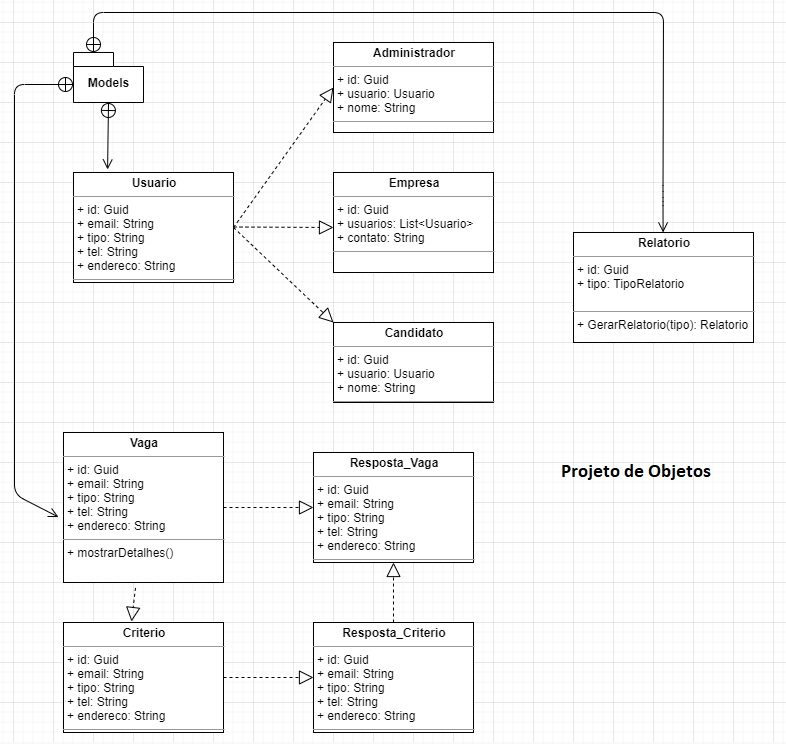 Models
Administrador
+ id: Guid
+ usuario: Usuario
+ nome: String
Usuario
+ id: Guid
+ email: String
+ tipo: String
+ tel: String
+ endereco: String
Empresa
+ id: Guid
+ usuarios: List<Usuario>
+ contato: String
Relatorio
+ id: Guid
+ tipo: TipoRelatorio
+ GerarRelatorio(tipo): Relatorio
Candidato
+ id: Guid
+ usuario: Usuario
+ nome: String
Vaga
+ id: Guid
+ email: String
+ tipo: String
+ tel: String
+ endereco: String
+ mostrarDetalhes()
Resposta_Vaga
+ id: Guid
+ email: String
+ tipo: String
+ tel: String
+ endereco: String
Projeto de Objetos
Criterio
+ id: Guid
+ email: String
+ tipo: String
+ tel: String
+ endereco: String
Resposta_Criterio
+ id: Guid
+ email: String
+ tipo: String
+ tel: String
+ endereco: String